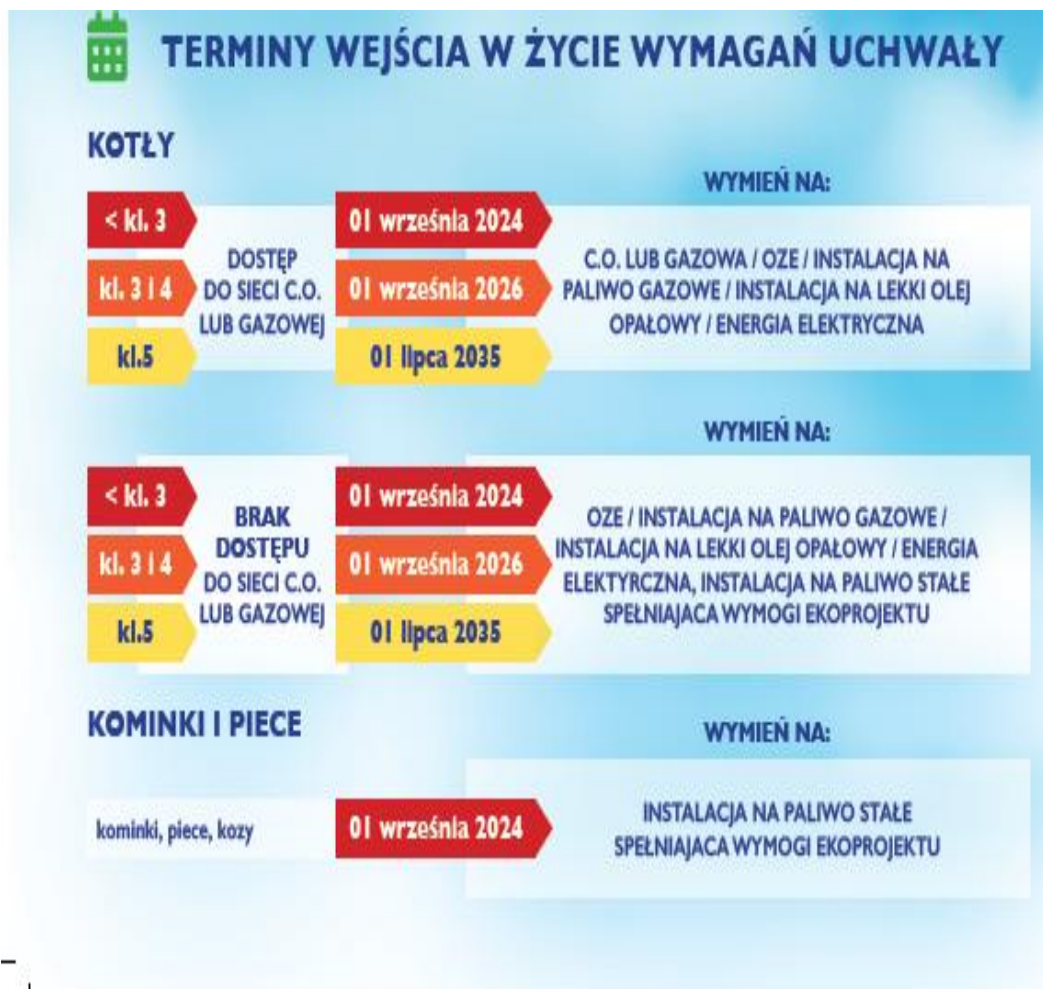 TERMINY WEJŚCIA W ŻYCIE WYMAGAŃ UCHWAŁY
KOTŁY
WYMIEŃ NA:
< kl. 3
01 września 2024
kl. 3 i 4
DOSTĘP
DO SIECI C.O.
LUB GAZOWEJ
01 września 2026
C.O. LUB GAZOWA / OZE / INSTALACJA NA
PALIWO GAZOWE / INSTALACJA NA LEKKI OLEJ
OPAŁOWY / ENERGIA ELEKTRYCZNA
kl.5
01 lipca 2035
WYMIEŃ NA:
< kl. 3
01 września 2024
kl. 3 i 4
BRAK
DOSTĘPU
DO SIECI C.O.
LUB GAZOWEJ
01 września 2026
OZE / INSTALACJA NA PALIWO GAZOWE /
INSTALACJA NA LEKKI OLEJ OPAŁOWY / ENERGIA
ELEKTYRCZNA, INSTALACJA NA PALIWO STAŁE
SPEŁNIAJACA WYMOGI EKOPROJEKTU
kl.5
01 lipca 2035
KOMINKI I PIECE
WYMIEŃ NA:
kominki, piece, kozy
01 września 2024
INSTALACJA NA PALIWO STAŁE
SPEŁNIAJACA WYMOGI EKOPROJEKTU